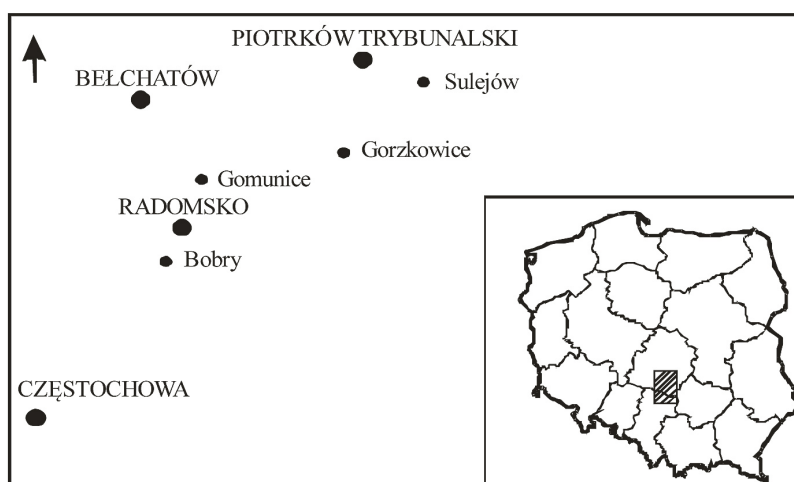 PIOTRKÓW TRYBUNALSKI
BEŁCHATÓW
Sulejów
Gorzkowice
Gomunice
RADOMSKO
Bobry
CZĘSTOCHOWA